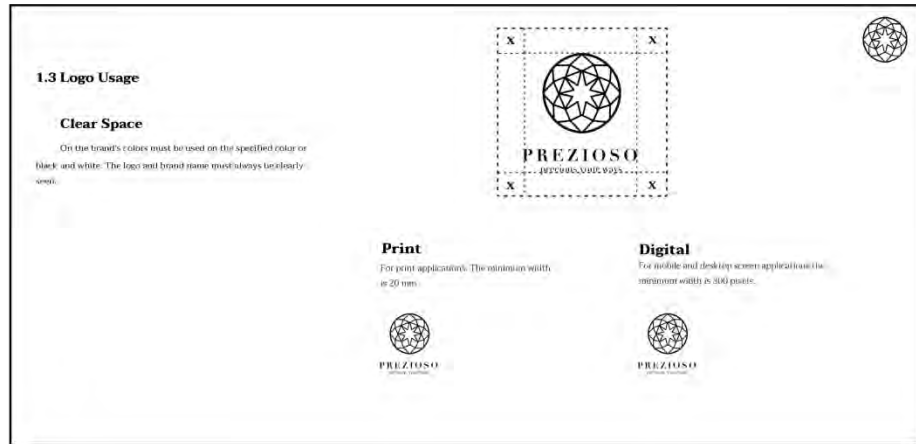 1.3 Logo Usage
Clear Space
On the brand's colors must be used on the specified color or
black and white. The logo and brand name must always be clearly
seen.
X X
PREZIOSO
X X
Print
For print applications. The minimum width
is 20 mm
PREZIOSO
Digital
For mobile and desktop screen applications the
minimum width is 300 pixels.
PREZIOSO